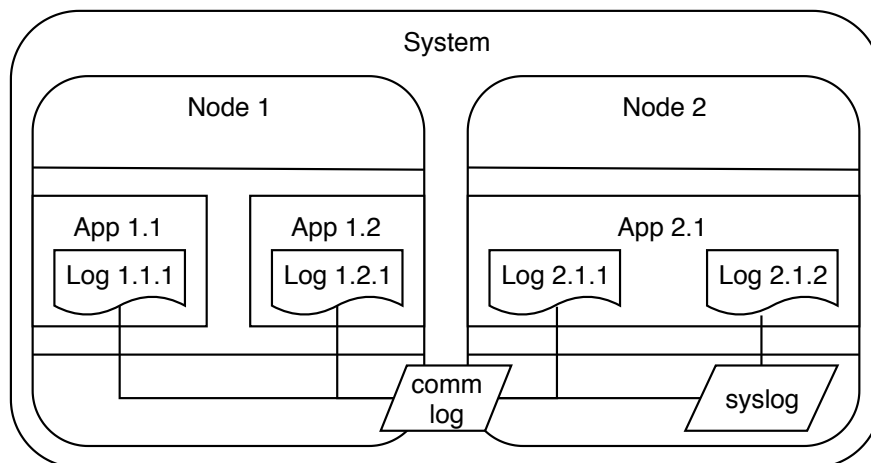 System
Node 1
Node 2
App 1.1
App 1.2
App 2.1
Log 1.1.1
Log 1.2.1
Log 2.1.1
Log 2.1.2
comm
log
syslog